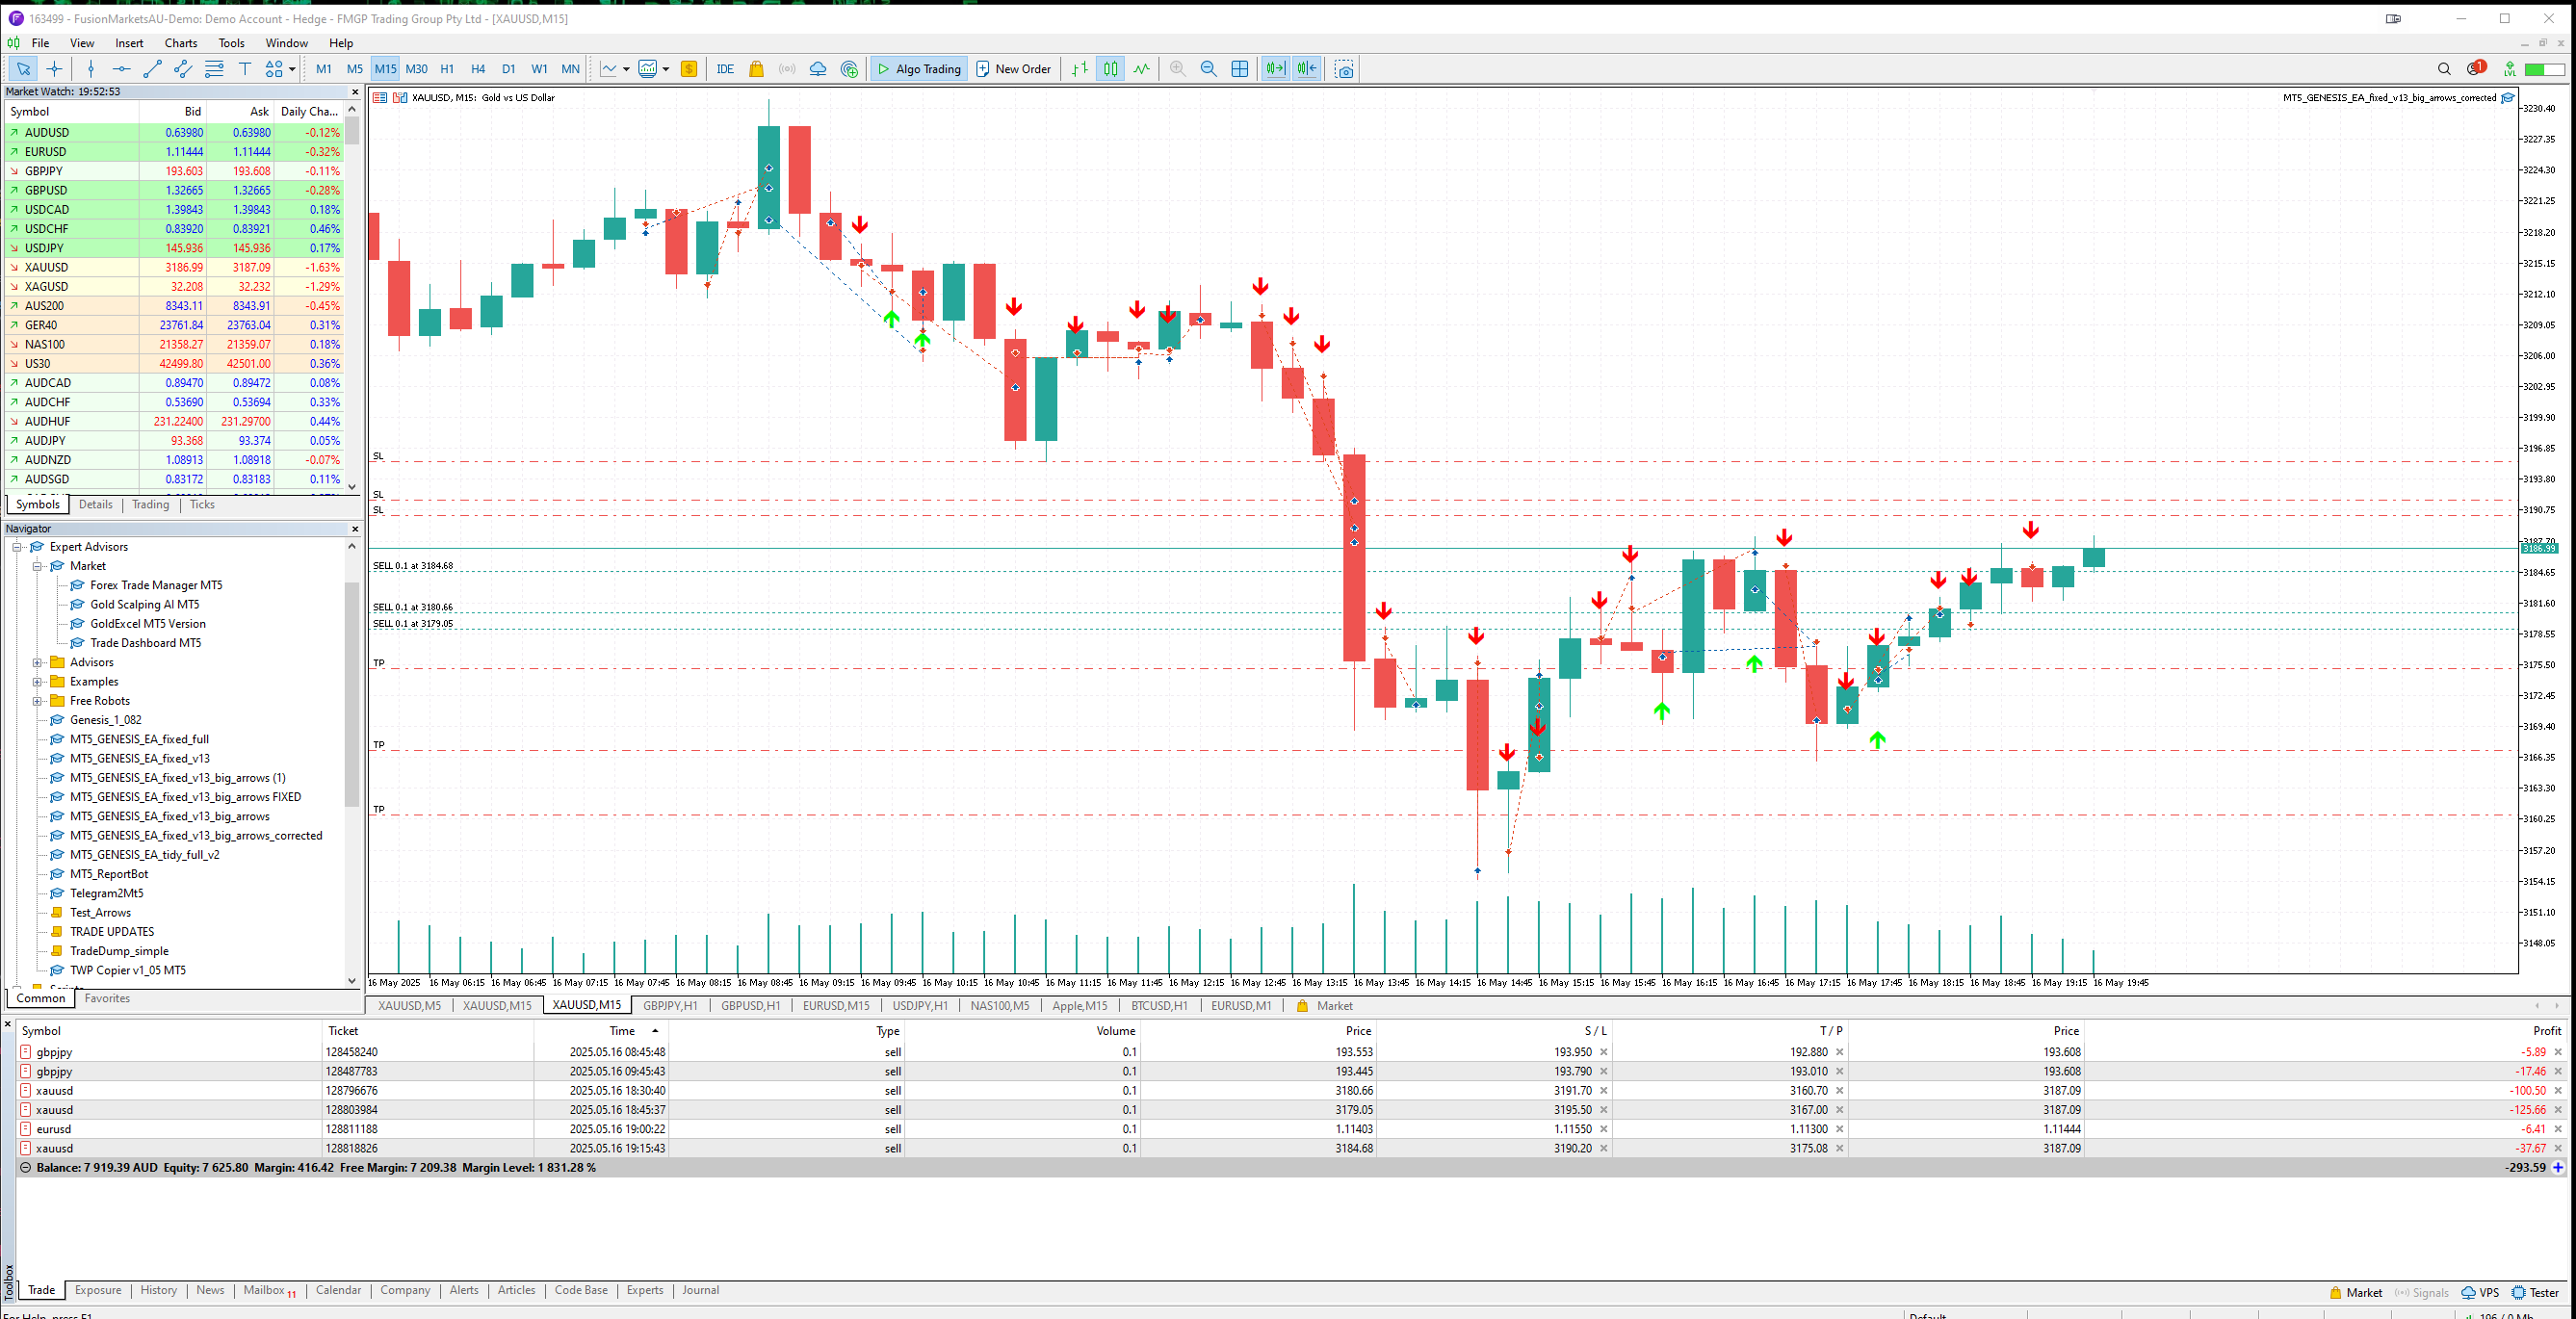 163499 - FusionMarketsAU-Demo: Demo Account - Hedge - FMGP Trading Group Pty Ltd - [XAUUSD,M15]
File View Insert Charts Tools Window Help
M1 M5 M15 M30 H1 H4 D1 W1 MN IDE Algo Trading New Order 1 LVL
Market Watch: 19:52:53
Symbol Bid Ask Daily Cha...
AUDUSD 0.63980 0.63980 -0.12%
EURUSD 1.11444 1.11444 -0.32%
GBPJPY 193.603 193.608 -0.11%
GBPUSD 1.32665 1.32665 -0.28%
USDCAD 1.39843 1.39843 0.18%
USDCHF 0.83920 0.83921 0.46%
USDJPY 145.936 145.936 0.17%
XAUUSD 3186.99 3187.09 -1.63%
XAGUSD 32.208 32.232 -1.29%
AUS200 8343.11 8343.91 -0.45%
GER40 23761.84 23763.04 0.31%
NAS100 21358.27 21359.07 0.18%
US30 42499.80 42501.00 0.36%
AUDCAD 0.89470 0.89472 0.08%
AUDCHF 0.53690 0.53694 0.33%
AUDHUF 231.22400 231.29700 0.44%
AUDJPY 93.368 93.374 0.05%
AUDNZD 1.08913 1.08918 -0.07%
AUDSGD 0.83172 0.83183 0.11%
Symbols Details Trading Ticks
Navigator
Expert Advisors
Market
Forex Trade Manager MT5
Gold Scalping AI MT5
GoldExcel MT5 Version
Trade Dashboard MT5
Advisors
Examples
Free Robots
Genesis_1_082
MT5_GENESIS_EA_fixed_full
MT5_GENESIS_EA_fixed_v13
MT5_GENESIS_EA_fixed_v13_big_arrows (1)
MT5_GENESIS_EA_fixed_v13_big_arrows FIXED
MT5_GENESIS_EA_fixed_v13_big_arrows
MT5_GENESIS_EA_fixed_v13_big_arrows_corrected
MT5_GENESIS_EA_tidy_full_v2
MT5_ReportBot
Telegram2Mt5
Test_Arrows
TRADE UPDATES
TradeDump_simple
TWP Copier v1_05 MT5
Common Favorites
XAUUSD, M15: Gold vs US Dollar
MT5_GENESIS_EA_fixed_v13_big_arrows_corrected
3230.40
3227.35
3224.30
3221.25
3218.20
3215.15
3212.10
3209.05
3206.00
3202.95
3199.90
3196.85
3193.80
3190.75
3187.70
3186.99
3184.65
3181.60
3178.55
3175.50
3172.45
3169.40
3166.35
3163.30
3160.25
3157.20
3154.15
3151.10
3148.05
SL
SL
SL
SELL 0.1 at 3184.68
SELL 0.1 at 3180.66
SELL 0.1 at 3179.05
TP
TP
TP
16 May 2025 16 May 06:15 16 May 06:45 16 May 07:15 16 May 07:45 16 May 08:15 16 May 08:45 16 May 09:15 16 May 09:45 16 May 10:15 16 May 10:45 16 May 11:15 16 May 11:45 16 May 12:15 16 May 12:45 16 May 13:15 16 May 13:45 16 May 14:15 16 May 14:45 16 May 15:15 16 May 15:45 16 May 16:15 16 May 16:45 16 May 17:15 16 May 17:45 16 May 18:15 16 May 18:45 16 May 19:15 16 May 19:45
XAUUSD,M5 XAUUSD,M15 XAUUSD,M15 GBPJPY,H1 GBPUSD,H1 EURUSD,M15 USDJPY,H1 NAS100,M5 Apple,M15 BTCUSD,H1 EURUSD,M1 Market
Symbol Ticket Time Type Volume Price S / L T / P Price Profit
gbpjpy 128458240 2025.05.16 08:45:48 sell 0.1 193.553 193.950 192.880 193.608 -5.89
gbpjpy 128487783 2025.05.16 09:45:43 sell 0.1 193.445 193.790 193.010 193.608 -17.46
xauusd 128796676 2025.05.16 18:30:40 sell 0.1 3180.66 3191.70 3160.70 3187.09 -100.50
xauusd 128803984 2025.05.16 18:45:37 sell 0.1 3179.05 3195.50 3167.00 3187.09 -125.66
eurusd 128811188 2025.05.16 19:00:22 sell 0.1 1.11403 1.11550 1.11300 1.11444 -6.41
xauusd 128818826 2025.05.16 19:15:43 sell 0.1 3184.68 3190.20 3175.08 3187.09 -37.67
Balance: 7 919.39 AUD Equity: 7 625.80 Margin: 416.42 Free Margin: 7 209.38 Margin Level: 1 831.28 % -293.59
Toolbox
Trade Exposure History News Mailbox 11 Calendar Company Alerts Articles Code Base Experts Journal
Market Signals VPS Tester
For Help, press F1 Default